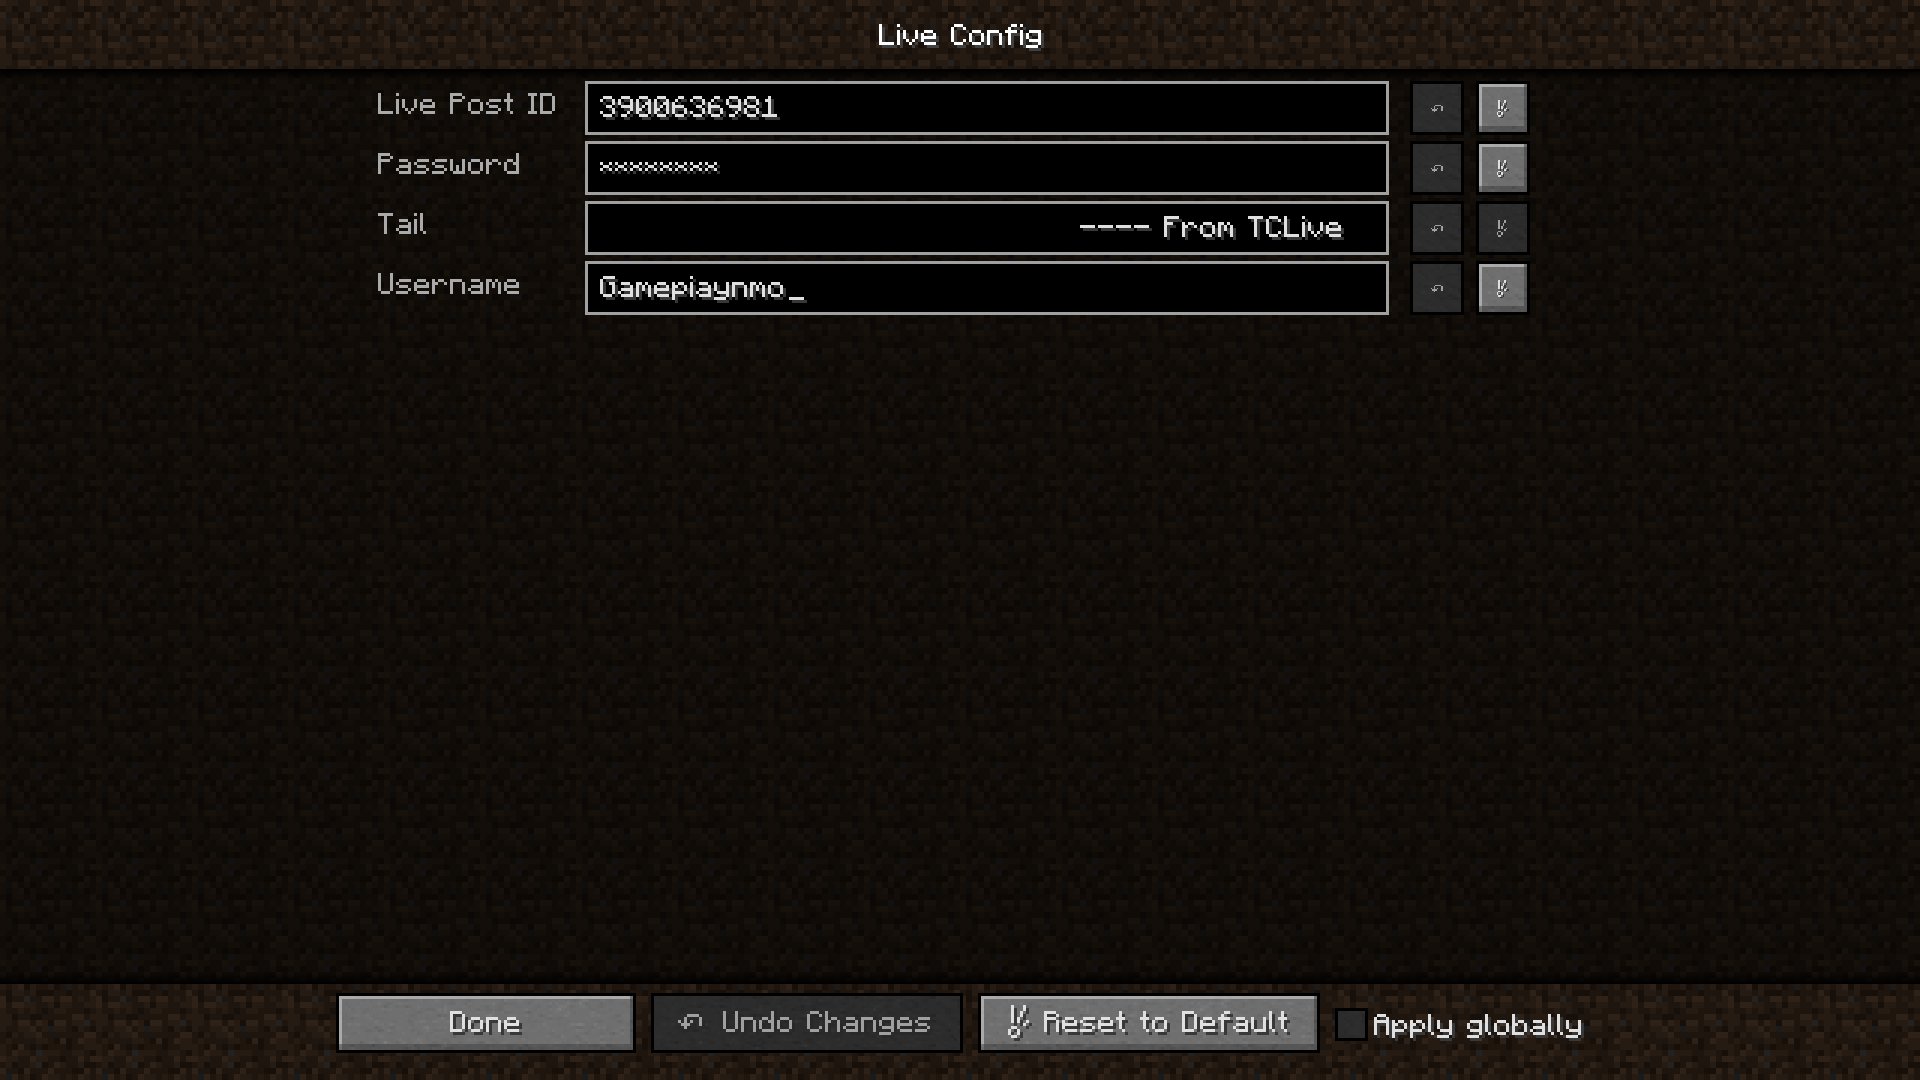 Live Config
Live Post ID 3900636981
Password ××××××××
Tail ---- From TCLive
Username Gamepiaynmo_
Done Undo Changes Reset to Default Apply globally